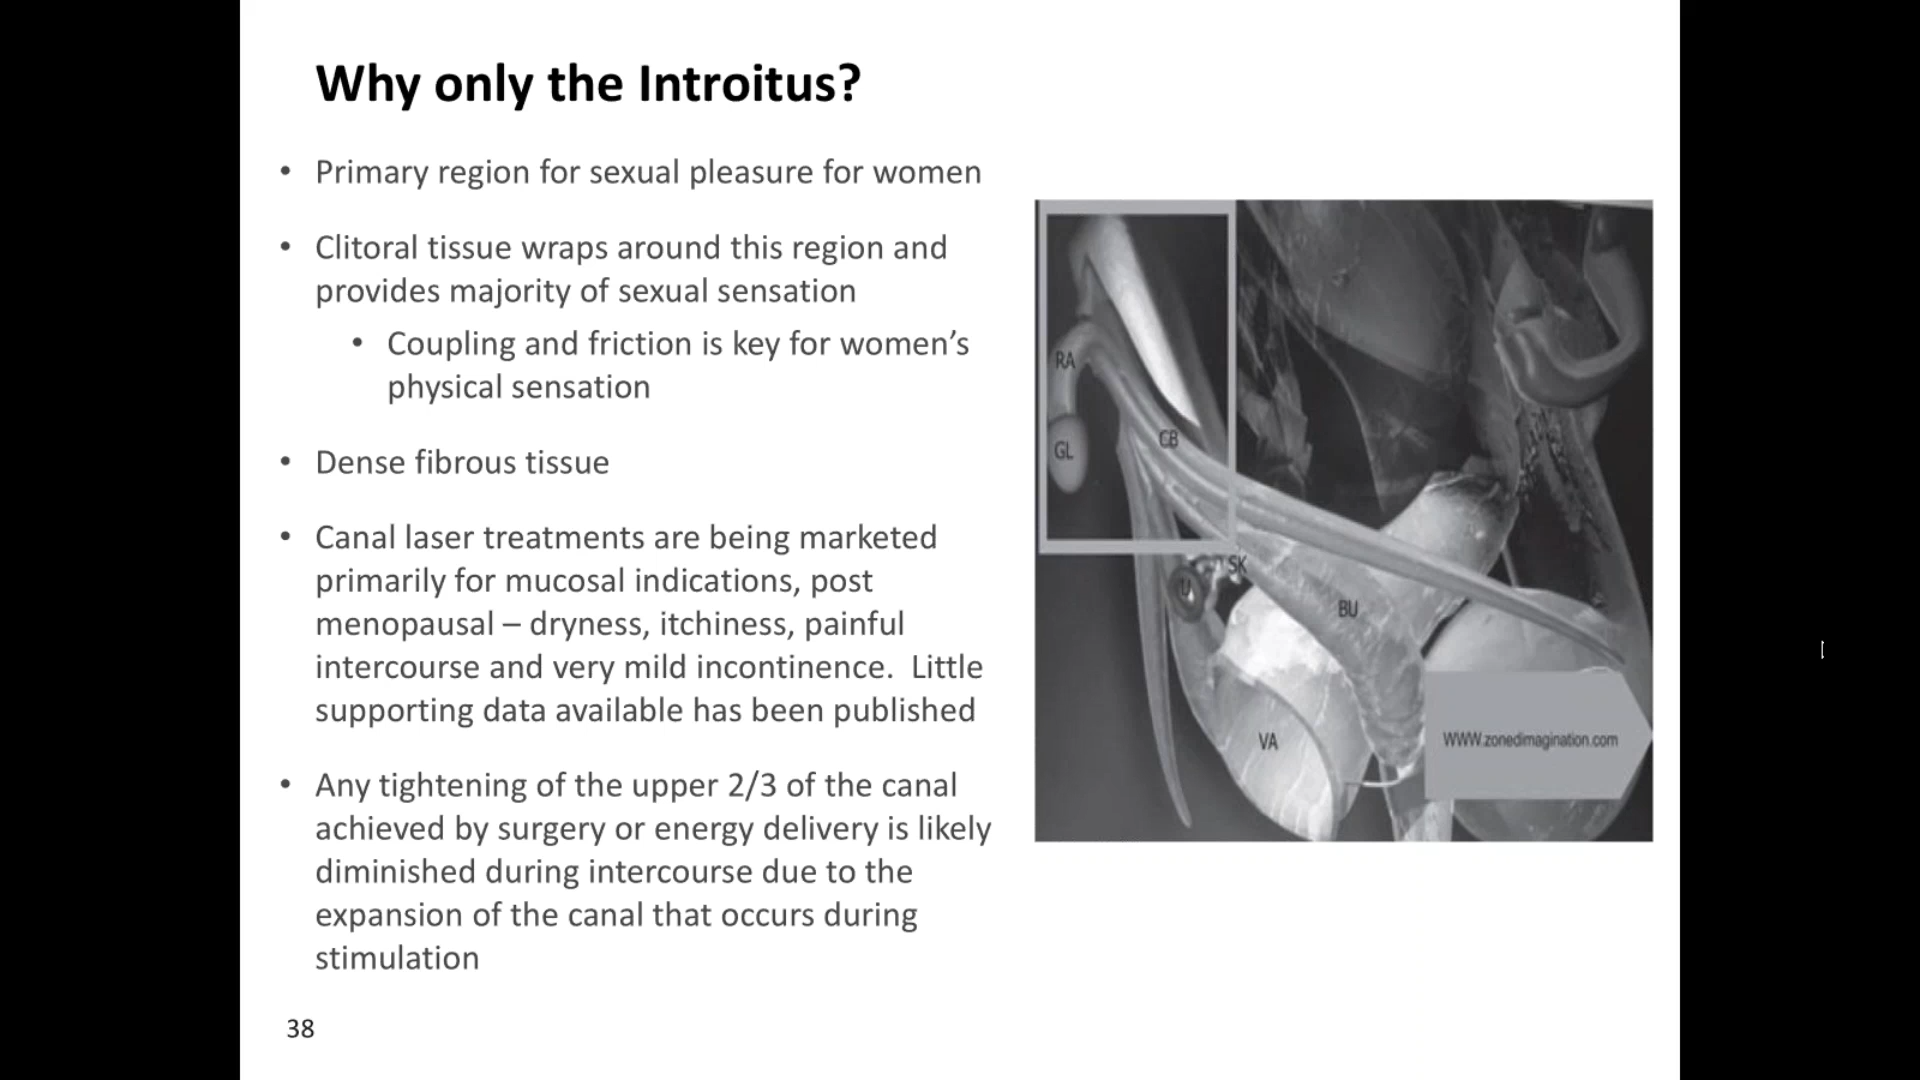 Why only the Introitus?
• Primary region for sexual pleasure for women
• Clitoral tissue wraps around this region and
provides majority of sexual sensation
• Coupling and friction is key for women’s
physical sensation
• Dense fibrous tissue
• Canal laser treatments are being marketed
primarily for mucosal indications, post
menopausal – dryness, itchiness, painful
intercourse and very mild incontinence.  Little
supporting data available has been published
• Any tightening of the upper 2/3 of the canal
achieved by surgery or energy delivery is likely
diminished during intercourse due to the
expansion of the canal that occurs during
stimulation
38
RA
CB
GL
SK
U
BU
VA
WWW.zonedimagination.com